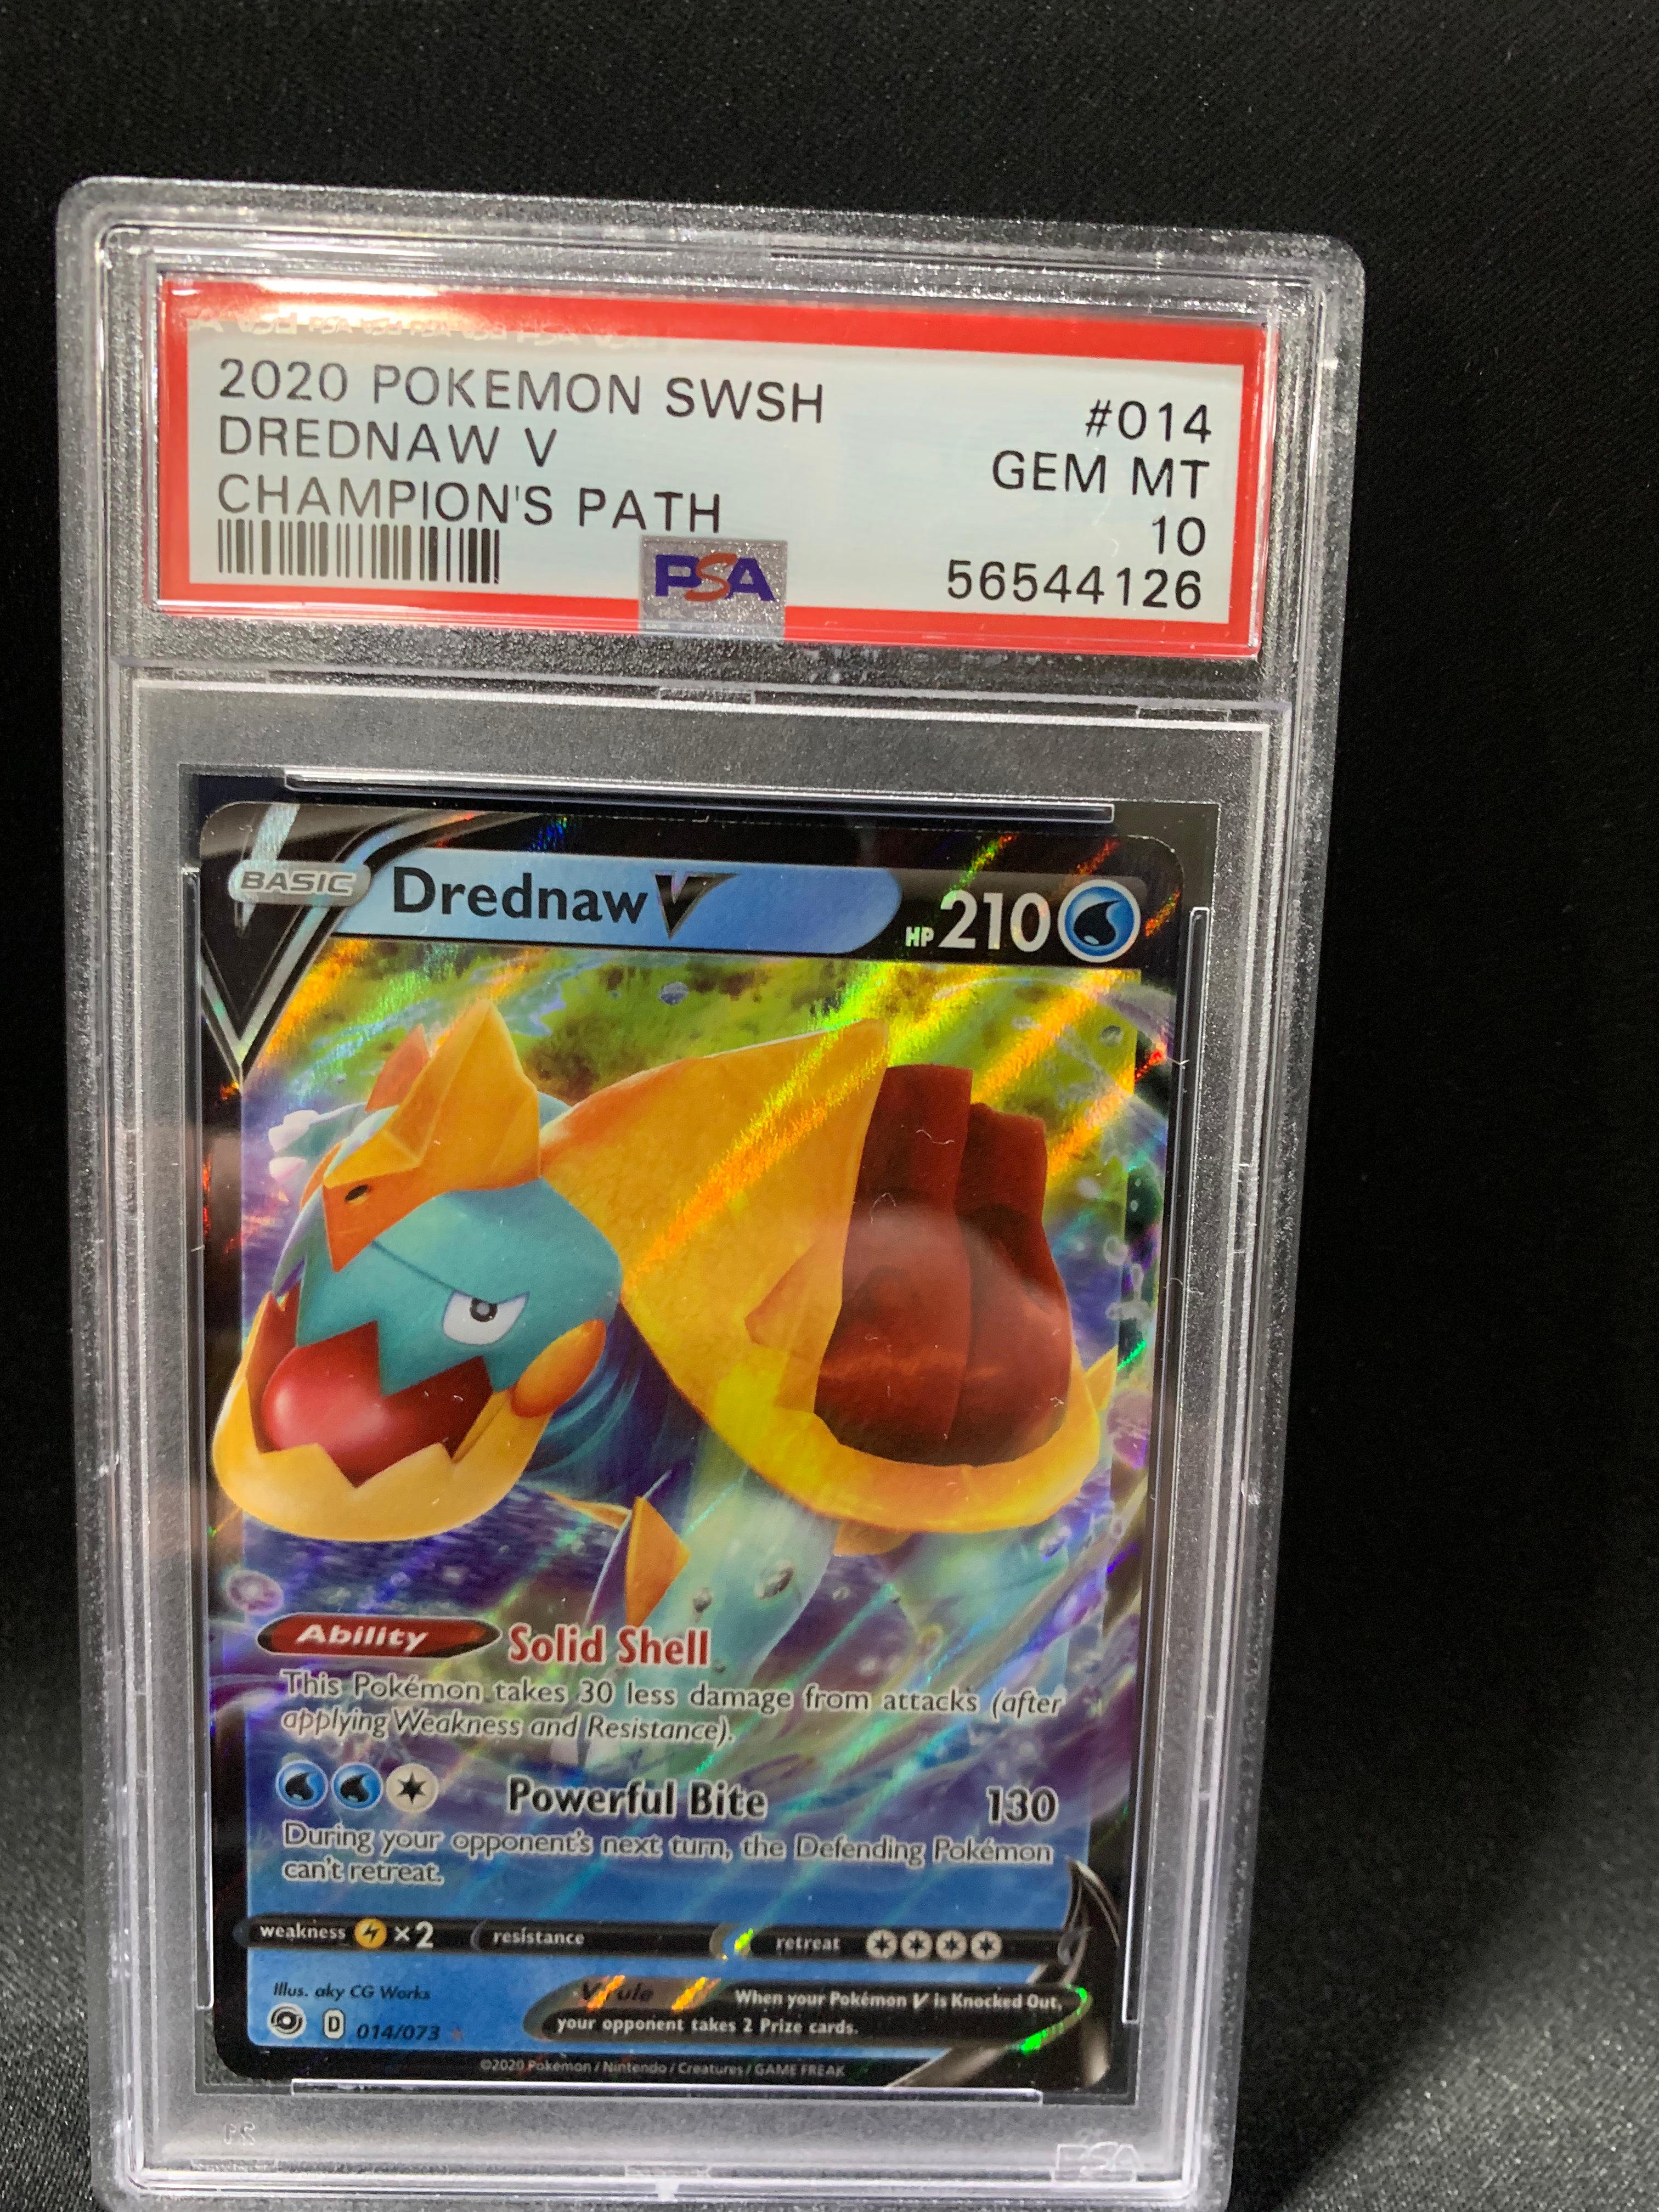 2020 POKEMON SWSH #014
DREDNAW V GEM MT
CHAMPION'S PATH 10
PSA 56544126
BASIC Drednaw V HP 210
Ability Solid Shell
This Pokémon takes 30 less damage from attacks (after
applying Weakness and Resistance).
Powerful Bite 130
During your opponent's next turn, the Defending Pokémon
can't retreat.
weakness ×2 resistance retreat
Illus. aky CG Works
V rule When your Pokémon V is Knocked Out,
your opponent takes 2 Prize cards.
D 014/073
©2020 Pokémon / Nintendo / Creatures / GAME FREAK
PSA